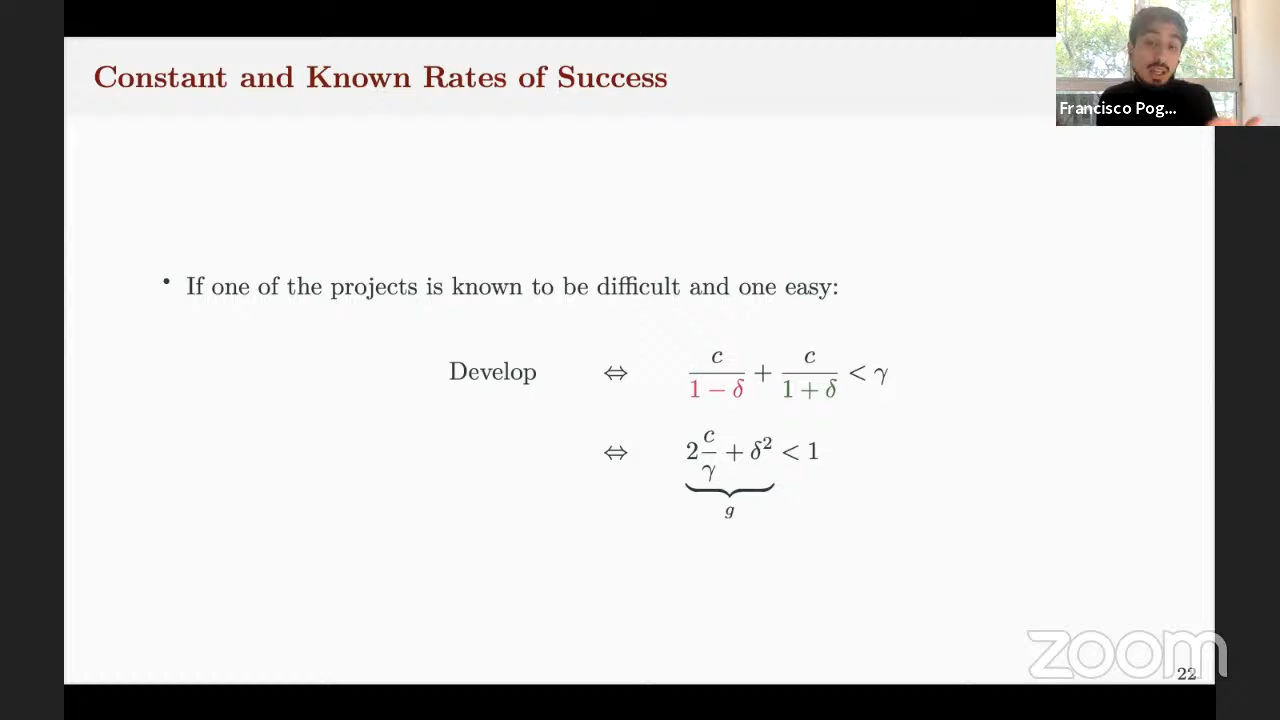 Constant and Known Rates of Success
Francisco Pog...
• If one of the projects is known to be difficult and one easy:
Develop ⇔ c/(1 − δ) + c/(1 + δ) < γ
⇔ 2 c/γ + δ² < 1
g
zoom
22